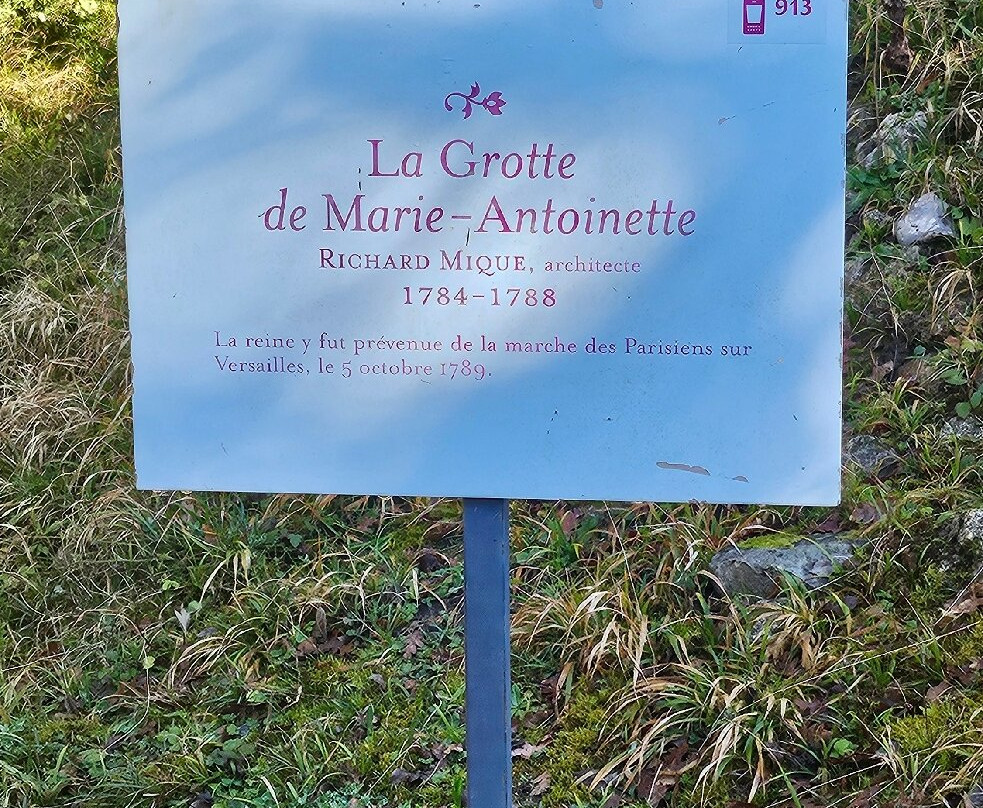 913
La Grotte
de Marie-Antoinette
RICHARD MIQUE, architecte
1784-1788
La reine y fut prévenue de la marche des Parisiens sur
Versailles, le 5 octobre 1789.